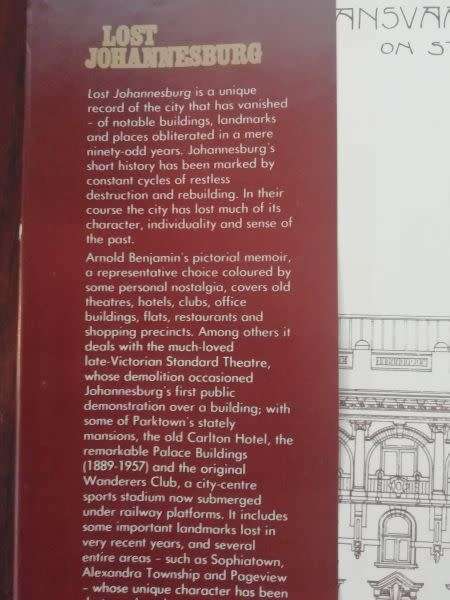 LOST
JOHANNESBURG
Lost Johannesburg is a unique
record of the city that has vanished
– of notable buildings, landmarks
and places obliterated in a mere
ninety-odd years. Johannesburg's
short history has been marked by
constant cycles of restless
destruction and rebuilding. In their
course the city has lost much of its
character, individuality and sense of
the past.
Arnold Benjamin's pictorial memoir,
a representative choice coloured by
some personal nostalgia, covers old
theatres, hotels, clubs, office
buildings, flats, restaurants and
shopping precincts. Among others it
deals with the much-loved
late-Victorian Standard Theatre,
whose demolition occasioned
Johannesburg's first public
demonstration over a building; with
some of Parktown's stately
mansions, the old Carlton Hotel, the
remarkable Palace Buildings
(1889-1957) and the original
Wanderers Club, a city-centre
sports stadium now submerged
under railway platforms. It includes
some important landmarks lost in
very recent years, and several
entire areas – such as Sophiatown,
Alexandra Township and Pageview
– whose unique character has been
ANSVA
ON ST